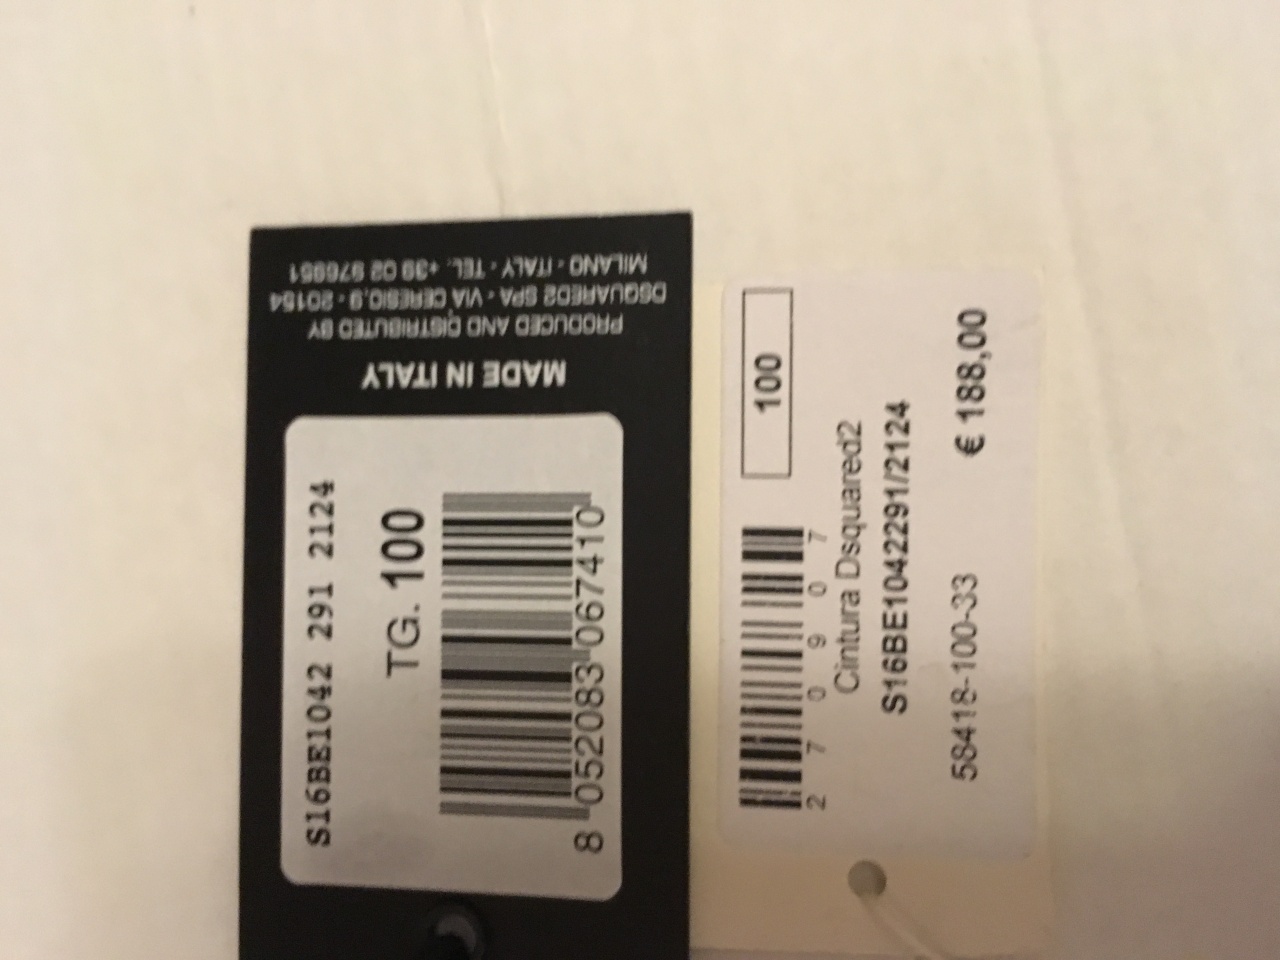 MADE IN ITALY
PRODUCED AND DISTRIBUTED BY
DSQUARED2 SPA - VIA CERESIO,9 - 20154
MILANO - ITALY - TEL. +39 02 976951
S16BE1042 291 2124
TG. 100
8 052083 067410
100
2 7 0 9 0 7
Cintura Dsquared2
S16BE1042291/2124
58418-100-33 € 188,00